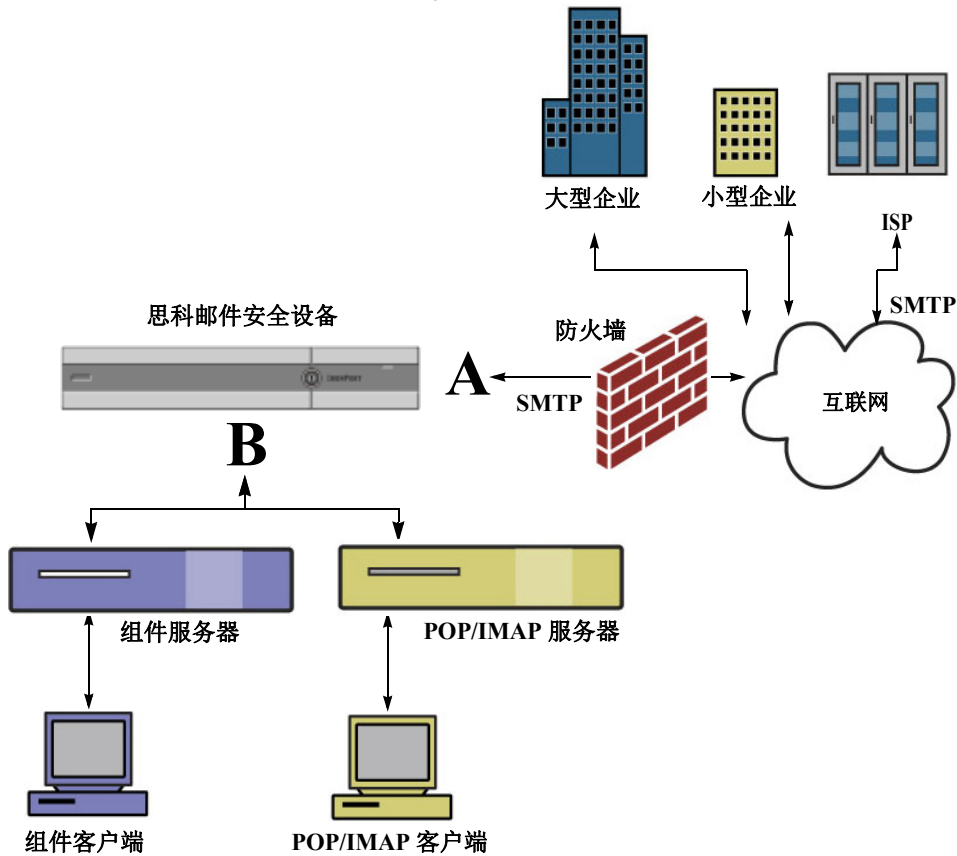 大型企业
小型企业
ISP
SMTP
思科邮件安全设备
防火墙
A
SMTP
互联网
B
组件服务器
POP/IMAP 服务器
组件客户端
POP/IMAP 客户端